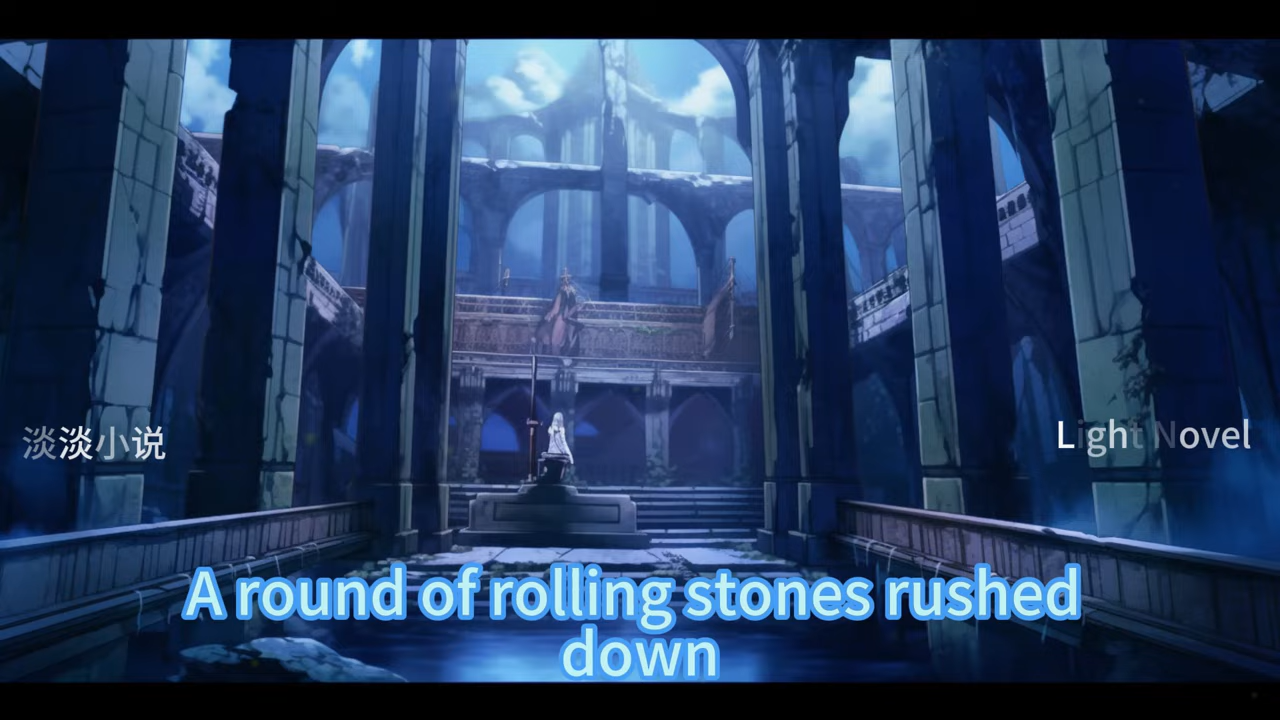 淡淡小说
Light Novel
A round of rolling stones rushed
down